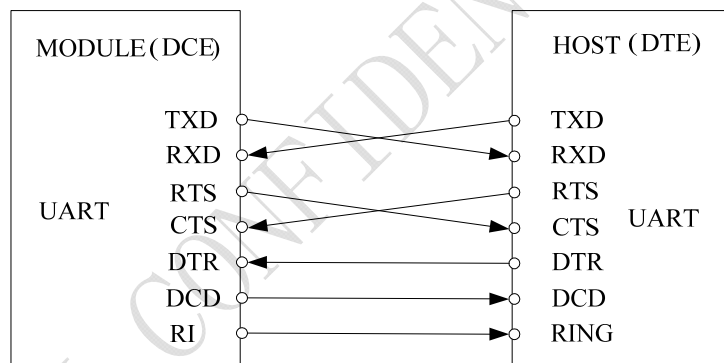 MODULE(DCE)
HOST (DTE)
TXD
TXD
RXD
RXD
RTS
RTS
UART
UART
CTS
CTS
DTR
DTR
DCD
DCD
RI
RING
CONFIDEN